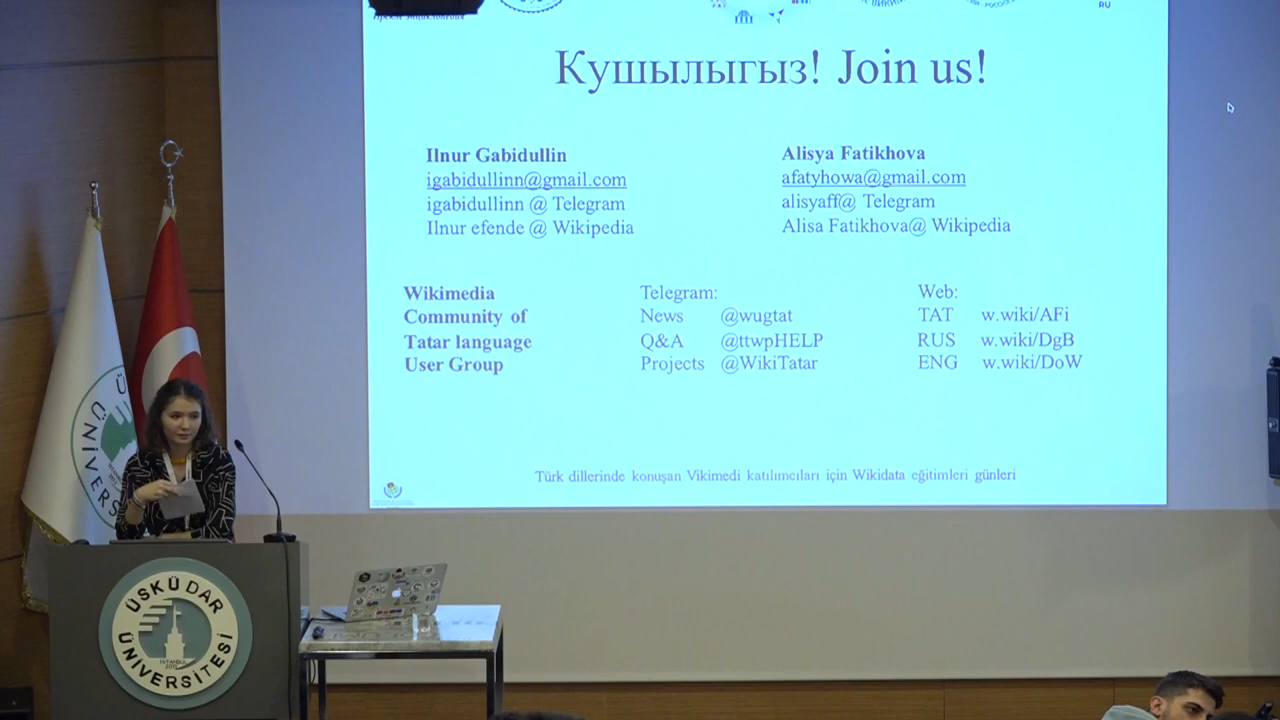 RU
Кушылыгыз! Join us!
Ilnur Gabidullin
igabidullinn@gmail.com
igabidullinn @ Telegram
Ilnur efende @ Wikipedia
Alisya Fatikhova
afatyhowa@gmail.com
alisyaff@ Telegram
Alisa Fatikhova@ Wikipedia
Wikimedia
Community of
Tatar language
User Group
Telegram:
News @wugtat
Q&A @ttwpHELP
Projects @WikiTatar
Web:
TAT w.wiki/AFi
RUS w.wiki/DgB
ENG w.wiki/DoW
Türk dillerinde konuşan Vikimedi katılımcıları için Wikidata eğitimleri günleri
ÜSKÜDAR
ÜNİVERSİTESİ
İSTANBUL